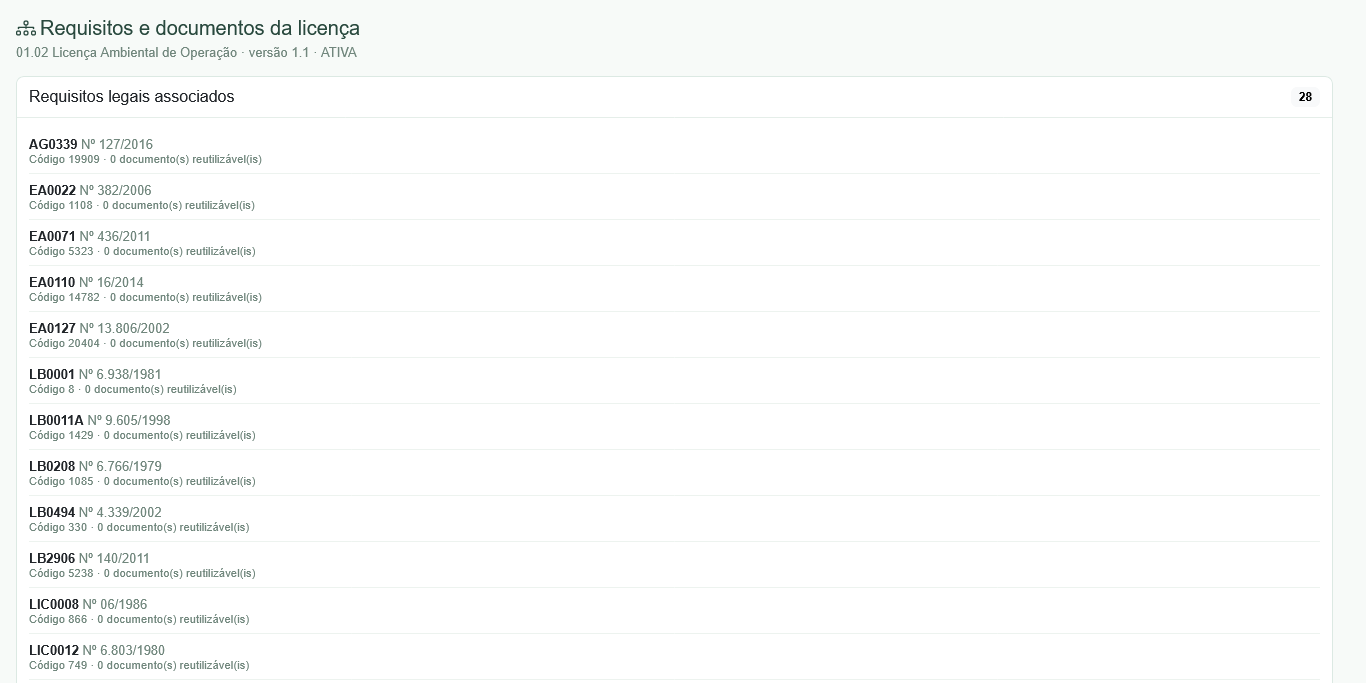 Requisitos e documentos da licença
01.02 Licença Ambiental de Operação · versão 1.1 · ATIVA
Requisitos legais associados 28
AG0339 Nº 127/2016
Código 19909 · 0 documento(s) reutilizável(is)
EA0022 Nº 382/2006
Código 1108 · 0 documento(s) reutilizável(is)
EA0071 Nº 436/2011
Código 5323 · 0 documento(s) reutilizável(is)
EA0110 Nº 16/2014
Código 14782 · 0 documento(s) reutilizável(is)
EA0127 Nº 13.806/2002
Código 20404 · 0 documento(s) reutilizável(is)
LB0001 Nº 6.938/1981
Código 8 · 0 documento(s) reutilizável(is)
LB0011A Nº 9.605/1998
Código 1429 · 0 documento(s) reutilizável(is)
LB0208 Nº 6.766/1979
Código 1085 · 0 documento(s) reutilizável(is)
LB0494 Nº 4.339/2002
Código 330 · 0 documento(s) reutilizável(is)
LB2906 Nº 140/2011
Código 5238 · 0 documento(s) reutilizável(is)
LIC0008 Nº 06/1986
Código 866 · 0 documento(s) reutilizável(is)
LIC0012 Nº 6.803/1980
Código 749 · 0 documento(s) reutilizável(is)